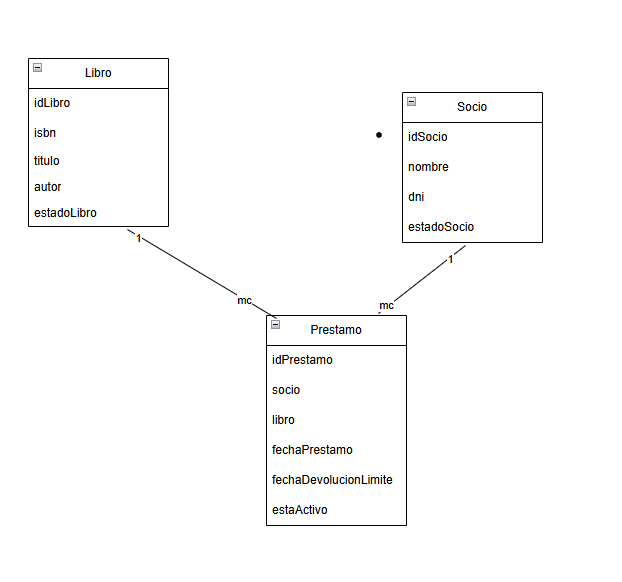 Libro
idLibro
isbn
titulo
autor
estadoLibro
Socio
idSocio
nombre
dni
estadoSocio
1
1
mc
mc
Prestamo
idPrestamo
socio
libro
fechaPrestamo
fechaDevolucionLimite
estaActivo